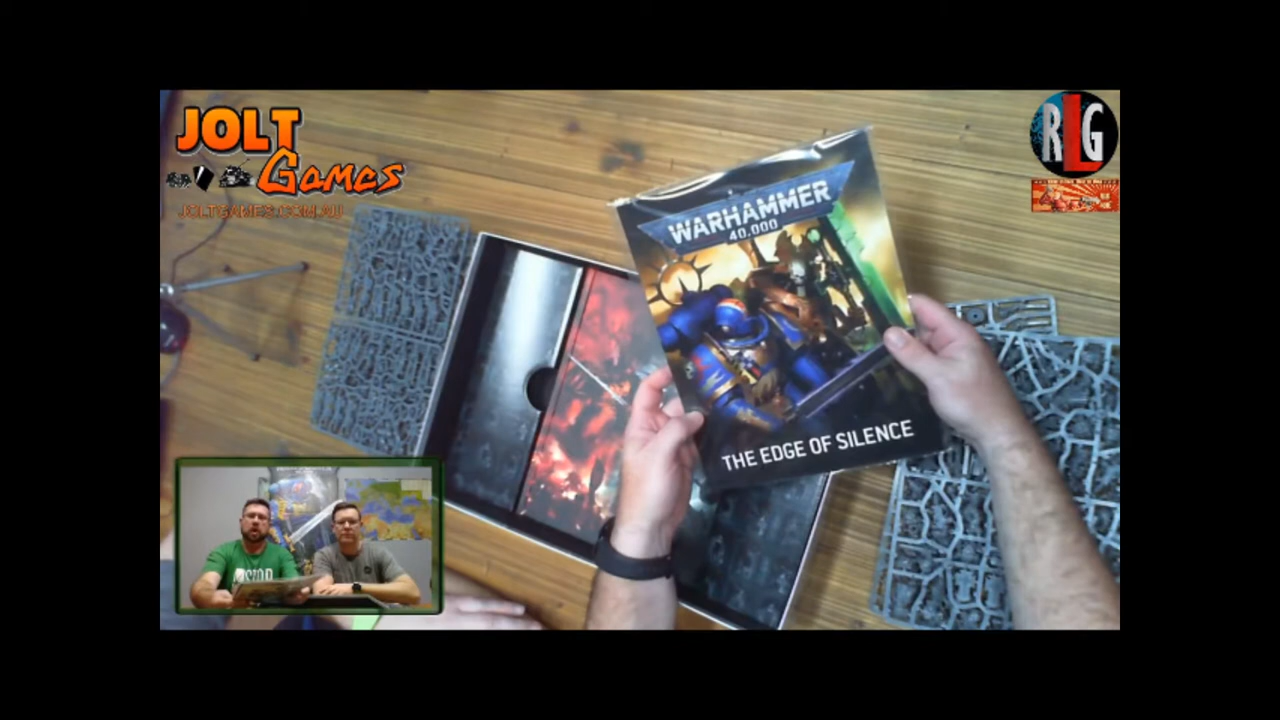 JOLT
Games
JOLTGAMES.COM.AU
RLG
WARHAMMER
40,000
THE EDGE OF SILENCE